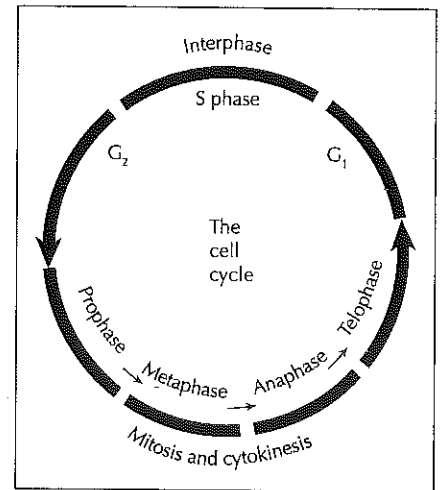 Interphase
S phase
G₂
G₁
The
cell
cycle
Prophase
Metaphase
Anaphase
Telophase
Mitosis and cytokinesis